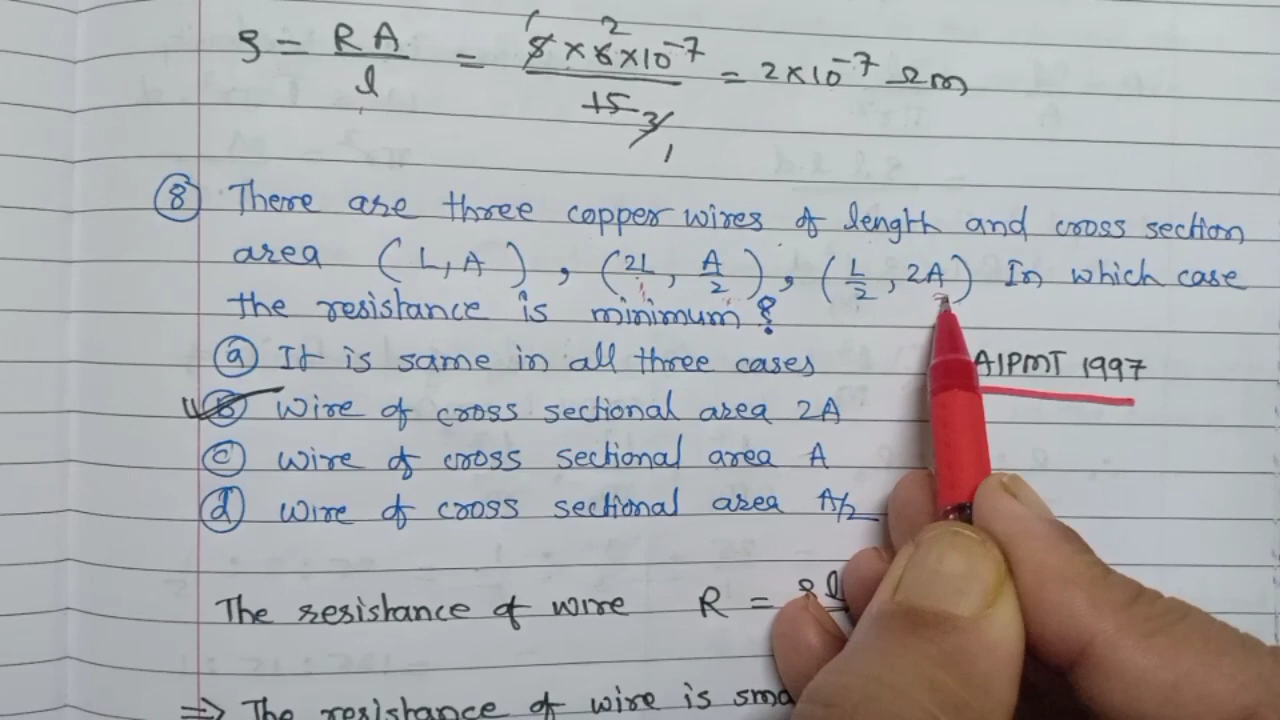 ρ = RA/l = 5×6×10⁻⁷/15 = 2×10⁻⁷ Ωm
⑧ There are three copper wires of length and cross section
area (L, A), (2L, A/2), (L/2, 2A) In which case
the resistance is minimum?
ⓐ It is same in all three cases
AIPMT 1997
ⓑ Wire of cross sectional area 2A
ⓒ Wire of cross sectional area A
ⓓ Wire of cross sectional area A/2
The resistance of wire R = ρl
⇒ The resistance of wire is sma